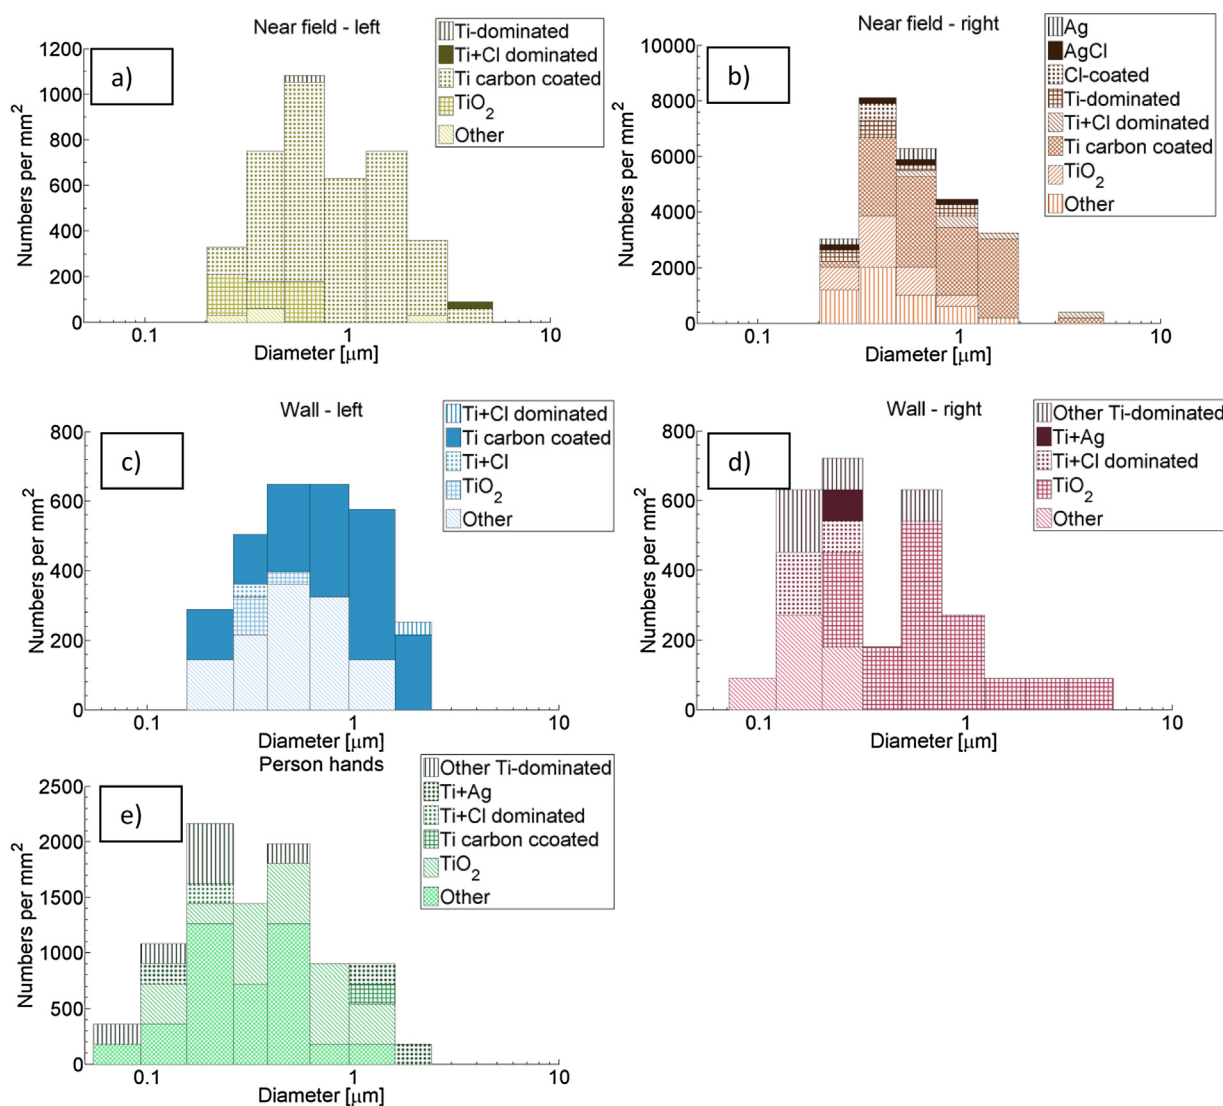 Near field - left
a)
Ti-dominated
Ti+Cl dominated
Ti carbon coated
TiO2
Other
1200
1000
800
600
400
200
0
Numbers per mm2
0.1 1 10
Diameter [μm]
Near field - right
b)
Ag
AgCl
Cl-coated
Ti-dominated
Ti+Cl dominated
Ti carbon coated
TiO2
Other
10000
8000
6000
4000
2000
0
Numbers per mm2
0.1 1 10
Diameter [μm]
Wall - left
c)
Ti+Cl dominated
Ti carbon coated
Ti+Cl
TiO2
Other
800
600
400
200
0
Numbers per mm2
0.1 1 10
Diameter [μm]
Wall - right
d)
Other Ti-dominated
Ti+Ag
Ti+Cl dominated
TiO2
Other
800
600
400
200
0
Numbers per mm2
0.1 1 10
Diameter [μm]
Person hands
e)
Other Ti-dominated
Ti+Ag
Ti+Cl dominated
Ti carbon ccoated
TiO2
Other
2500
2000
1500
1000
500
0
Numbers per mm2
0.1 1 10
Diameter [μm]